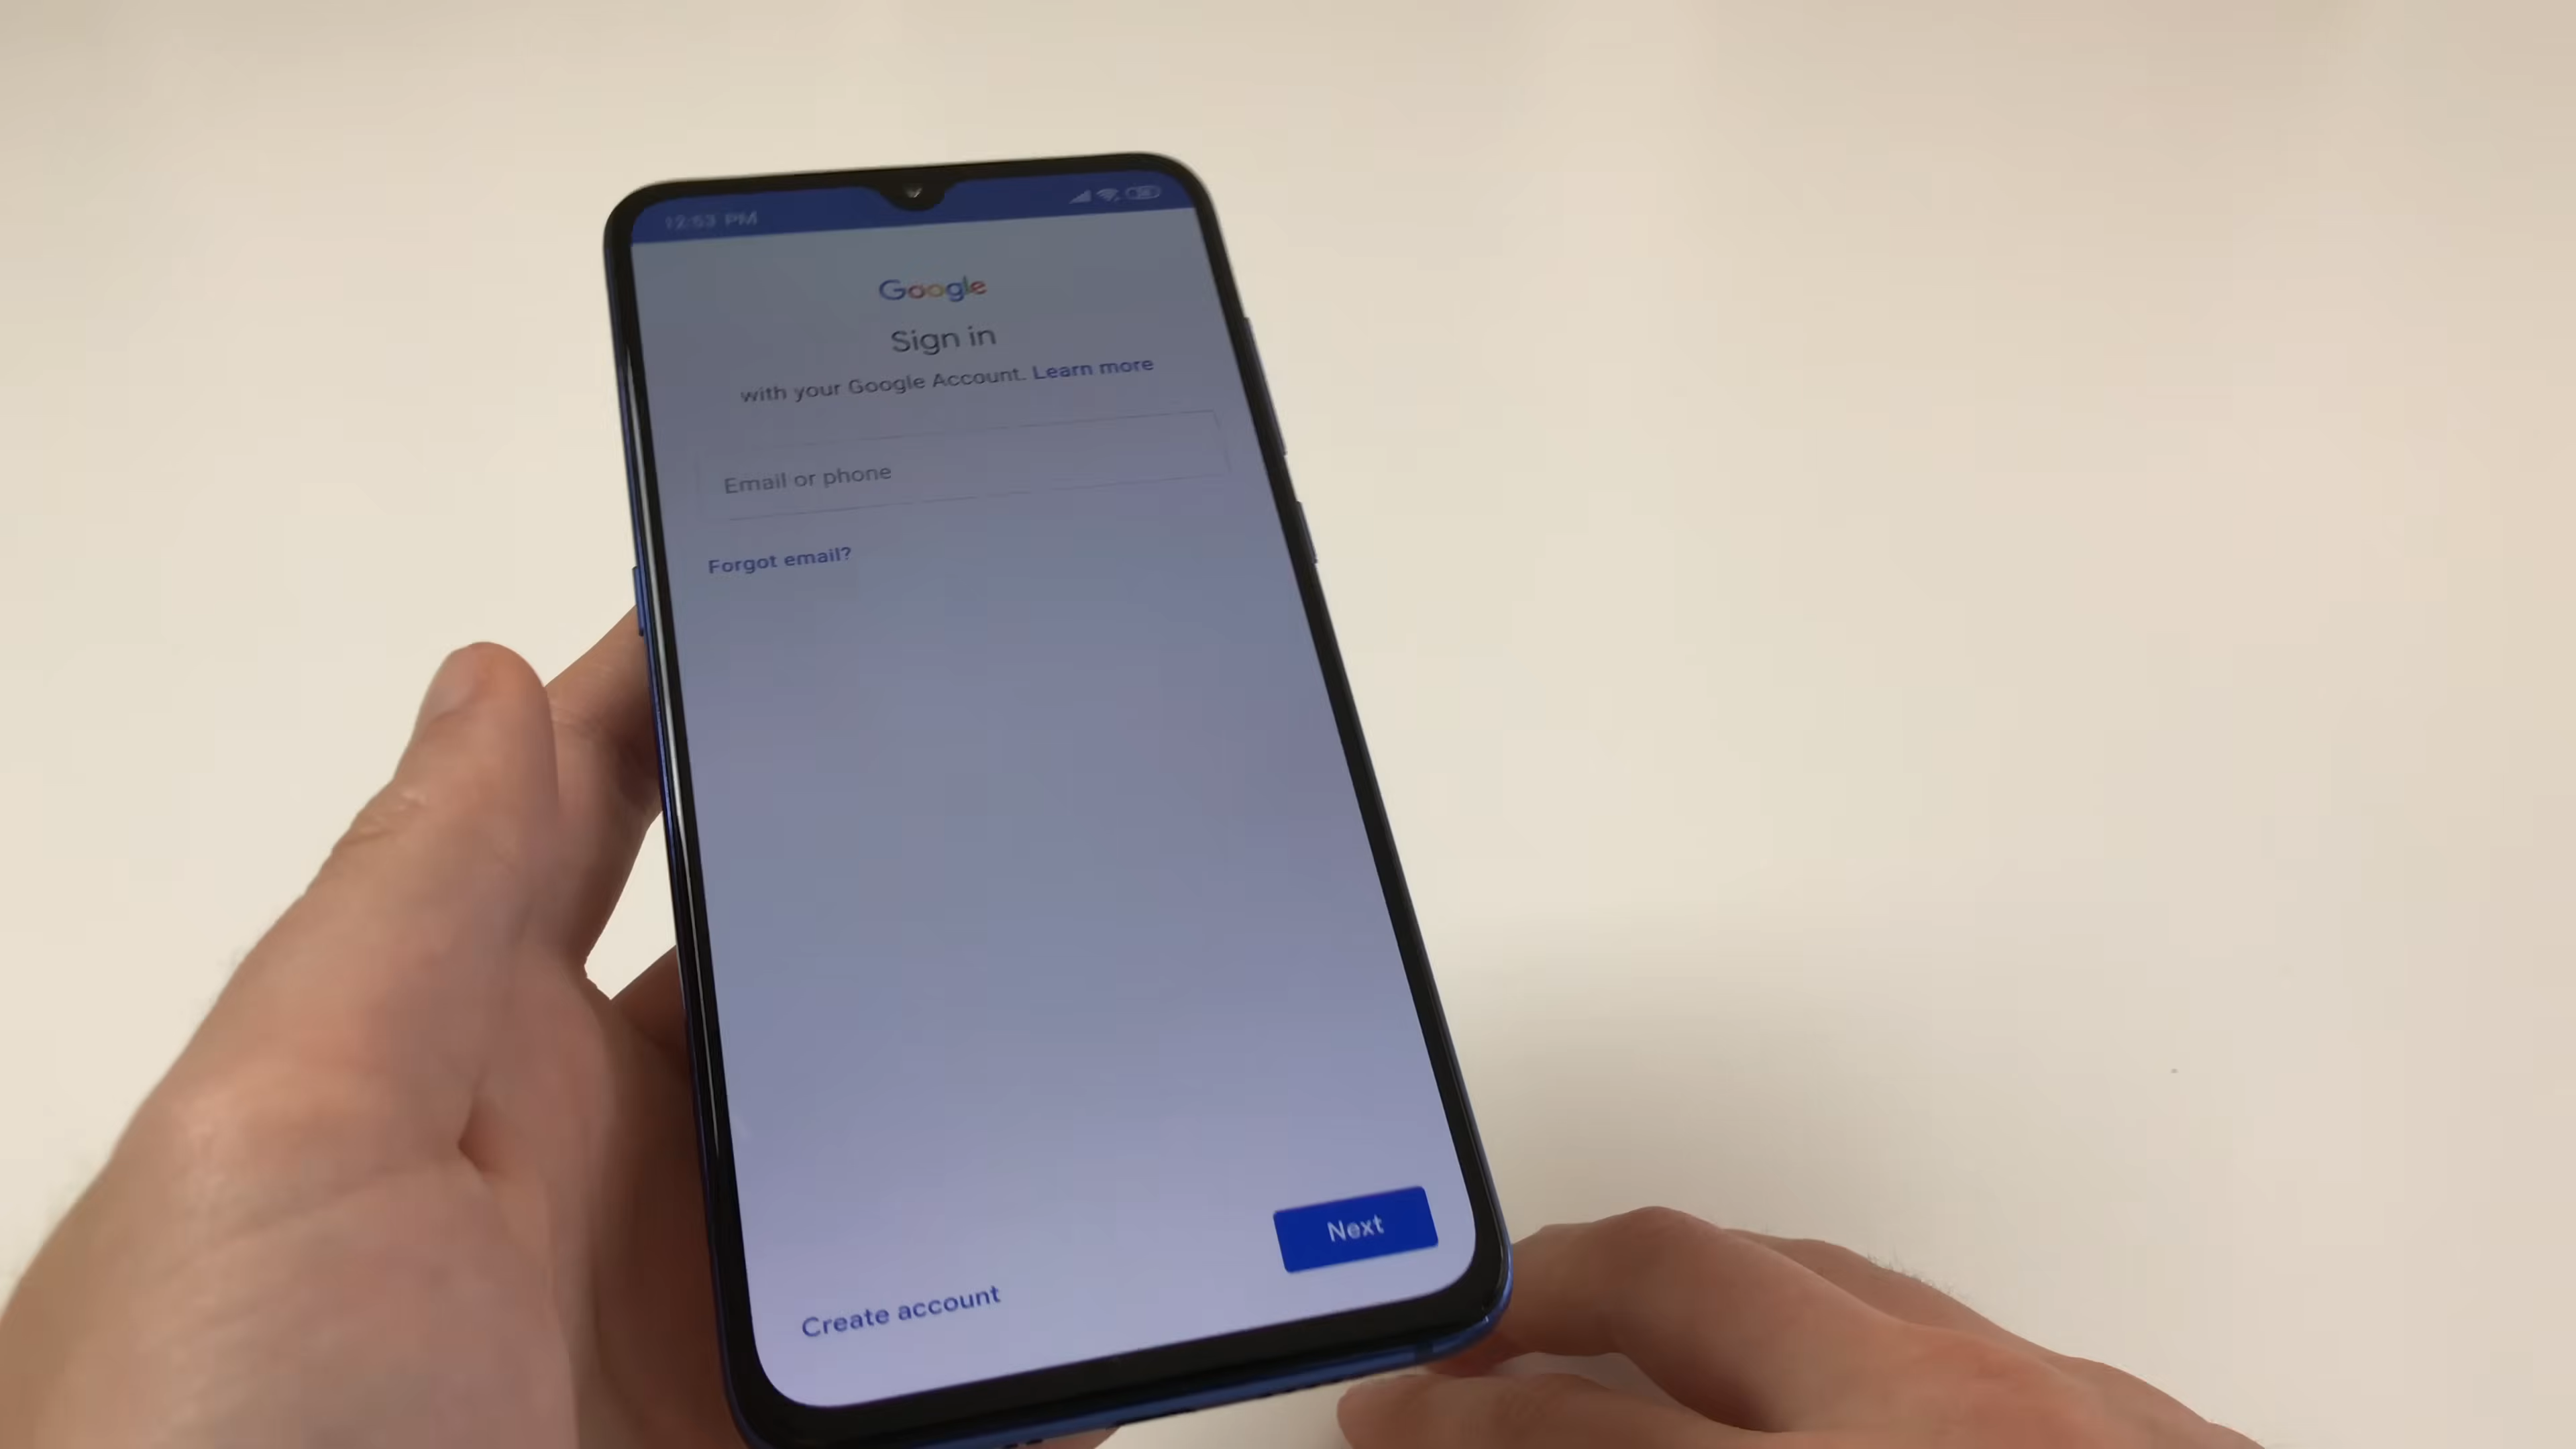 12:53 PM
Google
Sign in
with your Google Account. Learn more
Email or phone
Forgot email?
Next
Create account